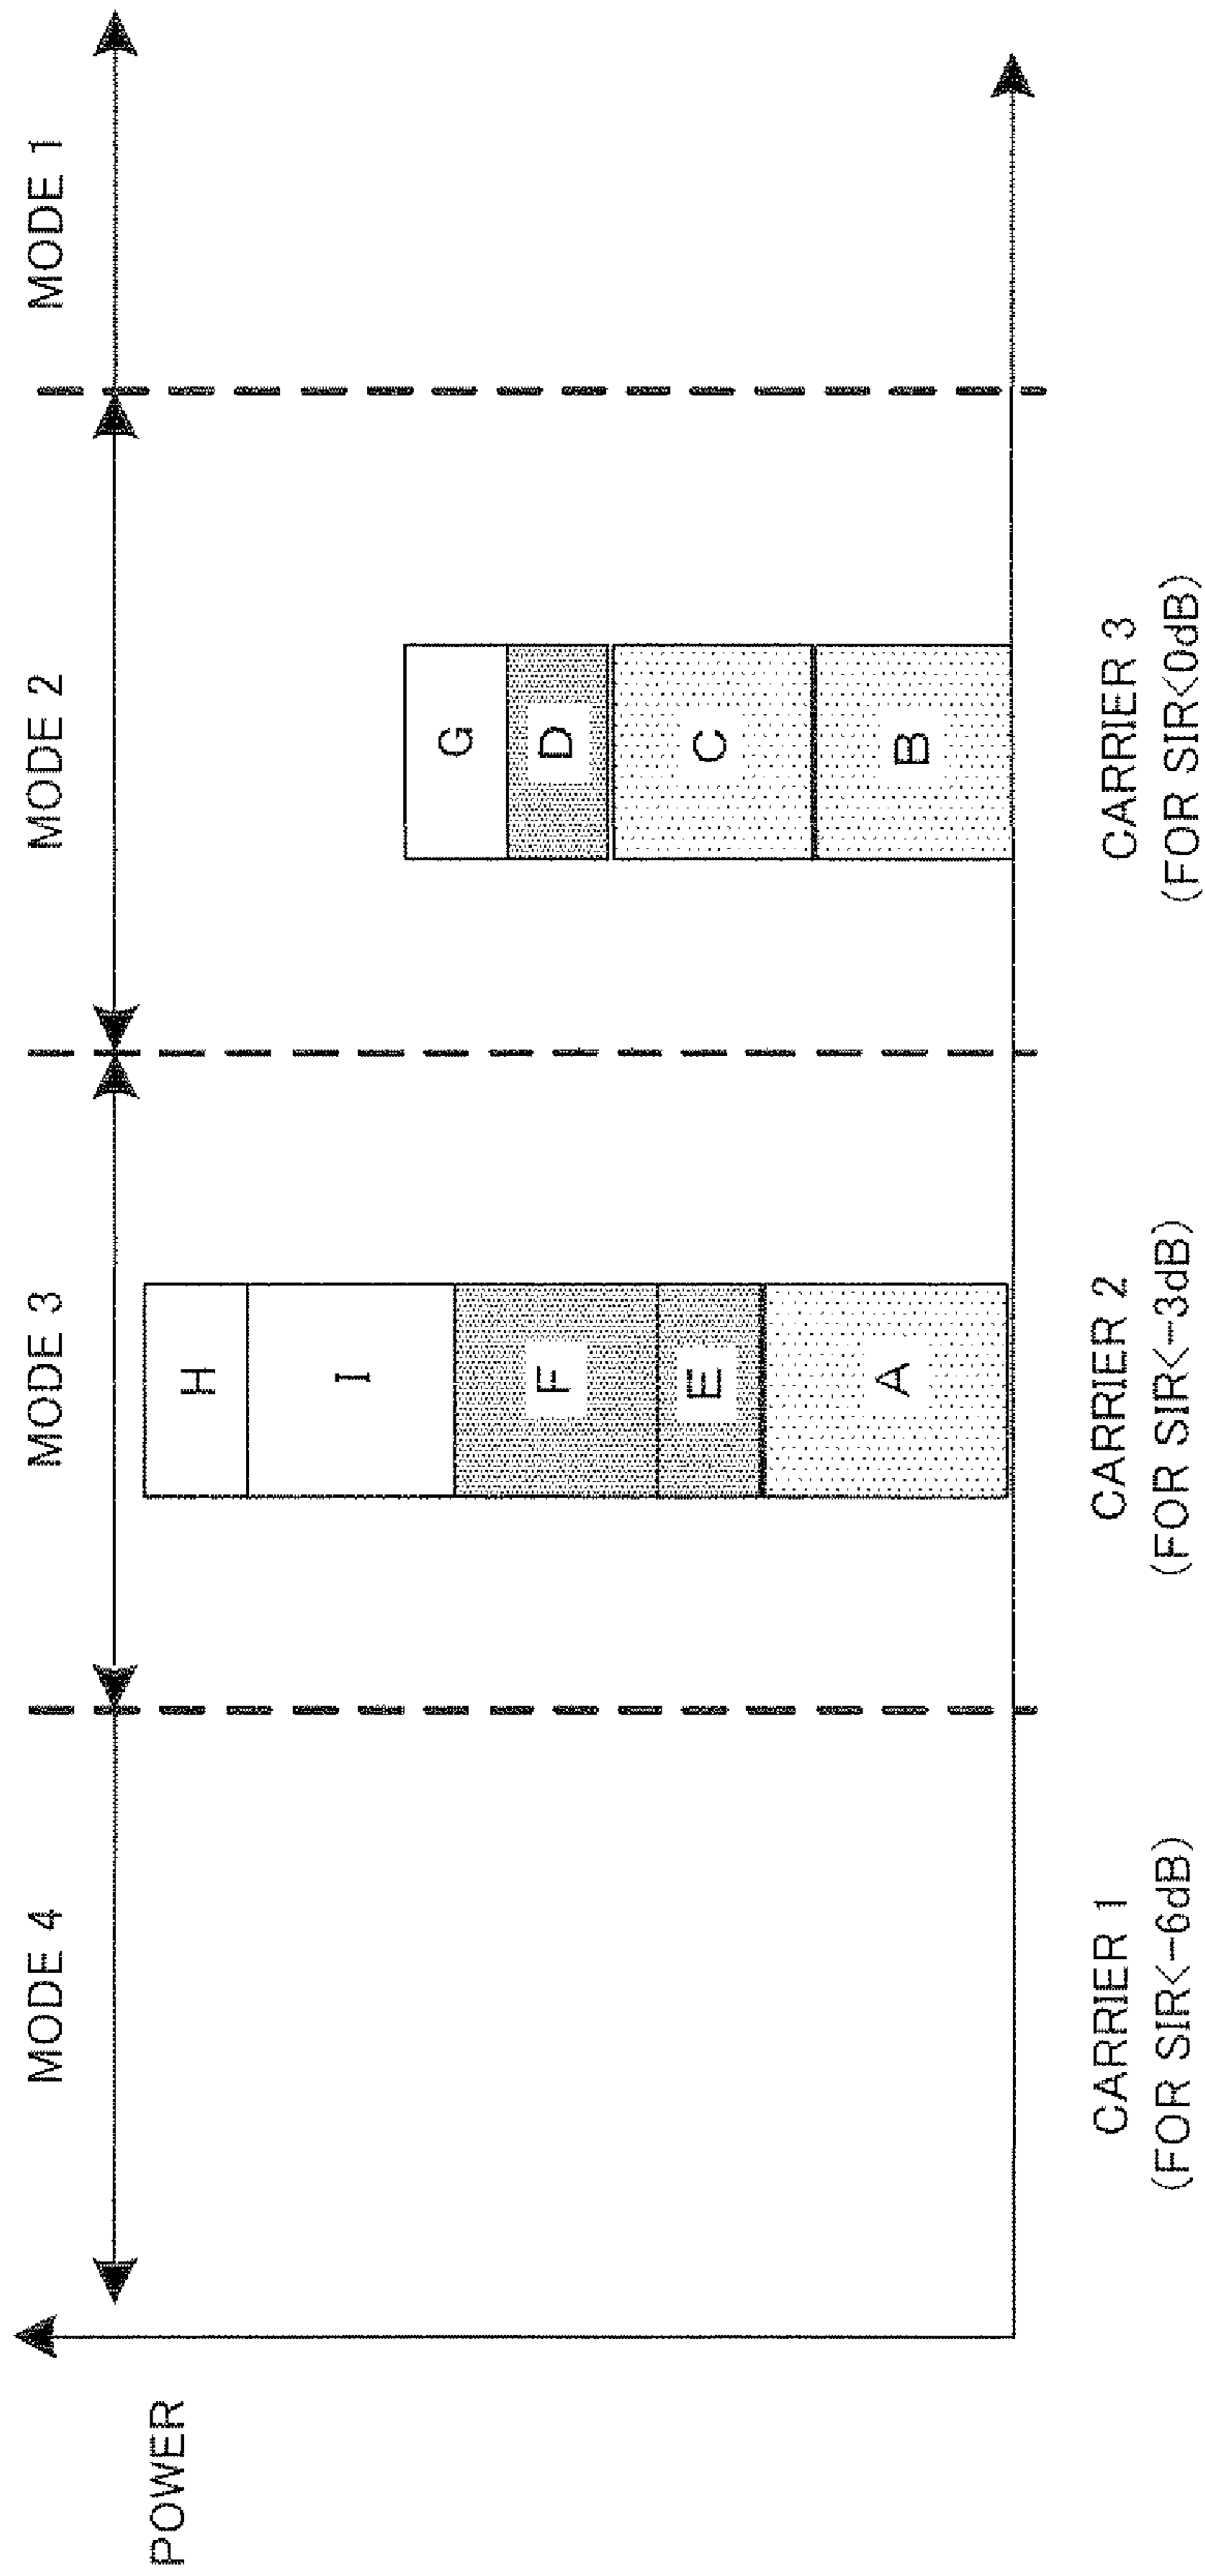 POWER
MODE 4
MODE 3
MODE 2
MODE 1
H
I
F
E
A
G
D
C
B
CARRIER 1
(FOR SIR<-6dB)
CARRIER 2
(FOR SIR<-3dB)
CARRIER 3
(FOR SIR<0dB)